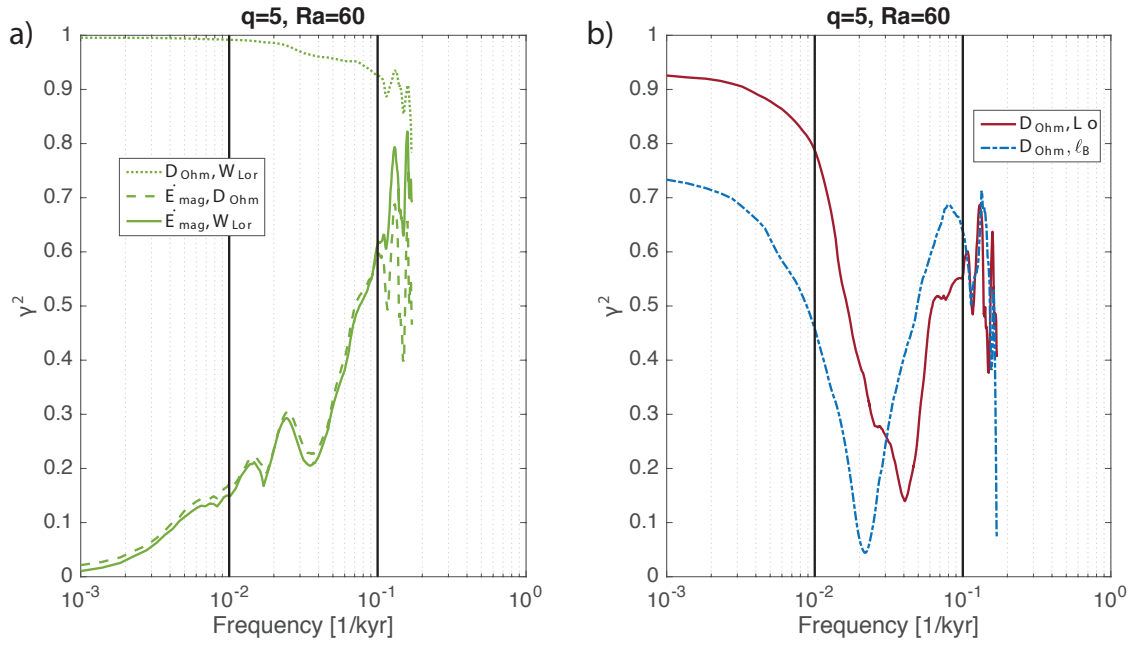 a)
q=5, Ra=60
γ²
1
0.9
0.8
0.7
0.6
0.5
0.4
0.3
0.2
0.1
0
D Ohm, W Lor
Ė mag, D Ohm
Ė mag, W Lor
10⁻³
10⁻²
10⁻¹
10⁰
Frequency [1/kyr]
b)
q=5, Ra=60
γ²
1
0.9
0.8
0.7
0.6
0.5
0.4
0.3
0.2
0.1
0
D Ohm, L o
D Ohm, ℓ B
10⁻³
10⁻²
10⁻¹
10⁰
Frequency [1/kyr]